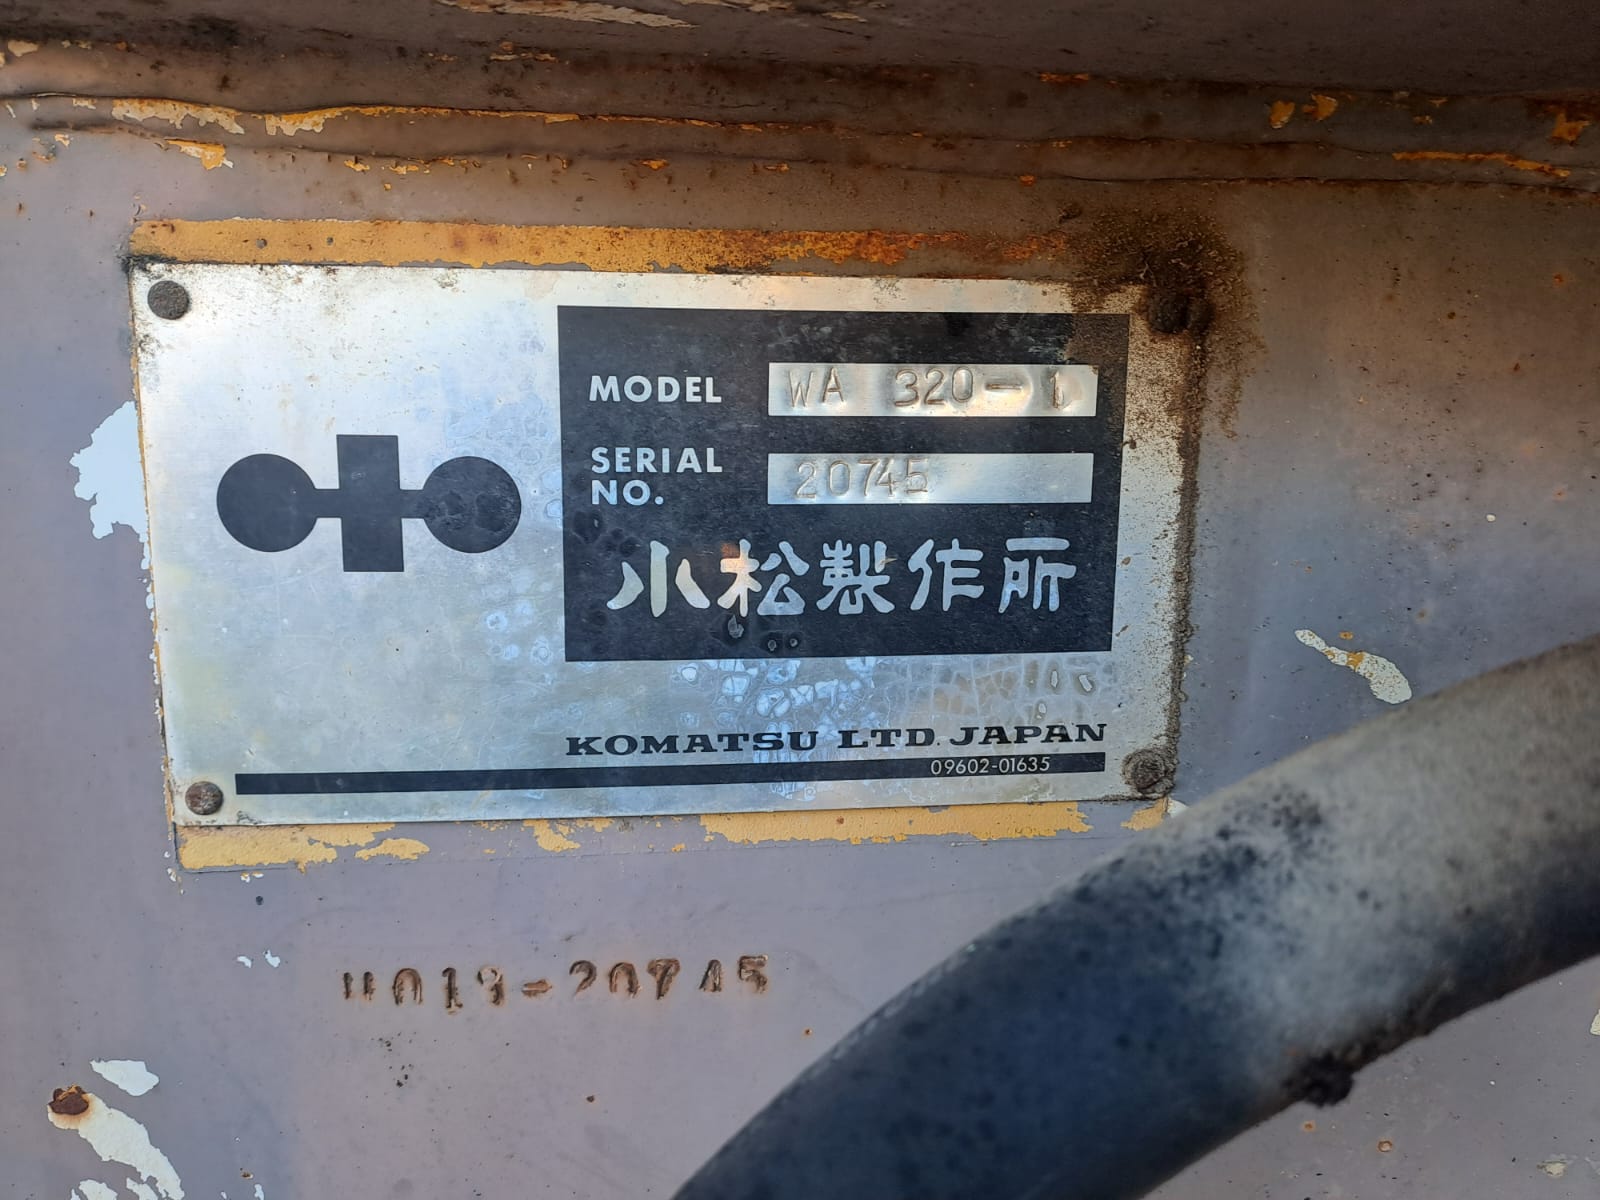 MODEL WA 320-1
SERIAL NO. 20745
小松製作所
KOMATSU LTD. JAPAN
09602-01635
20745